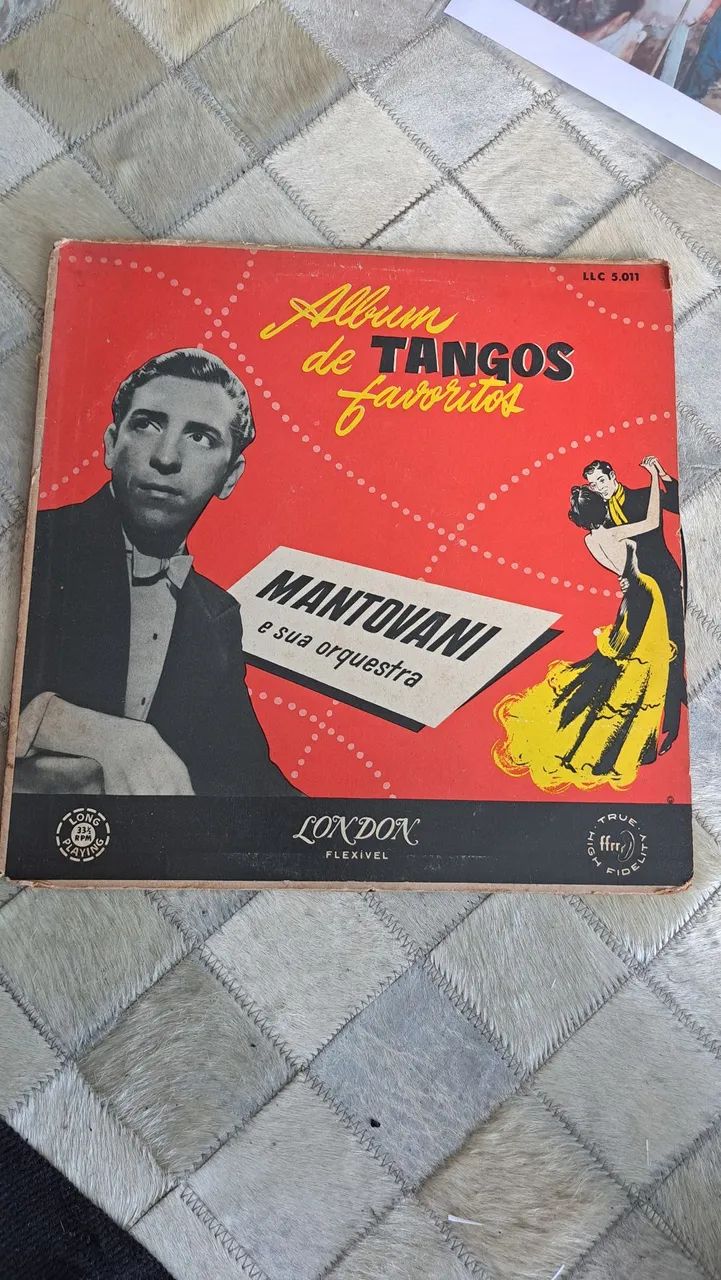 LLC 5.011
Album
de TANGOS
favoritos
MANTOVANI
e sua orquestra
LONG
33⅓
RPM
PLAYING
LONDON
FLEXÍVEL
TRUE
ffrr
HIGH FIDELITY